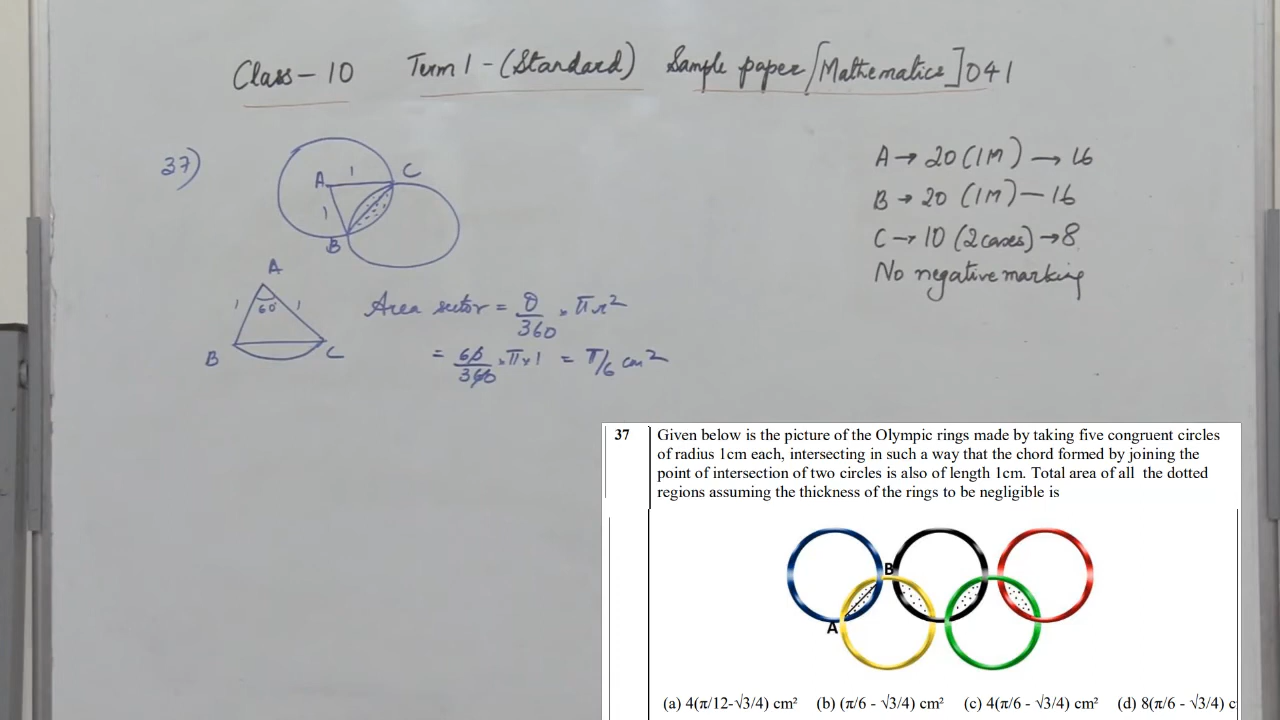 Class - 10 Term 1 - (Standard) Sample paper / Mathematics ] 041
37)
A 1 C
1
B
A → 20 (1M) → 16
B → 20 (1M) - 16
C → 10 (2 cases) → 8
No negative marking
A
1 60° 1
B C
Area sector = θ/360 × πr²
= 60/360 × π × 1 = π/6 cm²
37 Given below is the picture of the Olympic rings made by taking five congruent circles
of radius 1cm each, intersecting in such a way that the chord formed by joining the
point of intersection of two circles is also of length 1cm. Total area of all the dotted
regions assuming the thickness of the rings to be negligible is
B
A
(a) 4(π/12-√3/4) cm² (b) (π/6 - √3/4) cm² (c) 4(π/6 - √3/4) cm² (d) 8(π/6 - √3/4) c